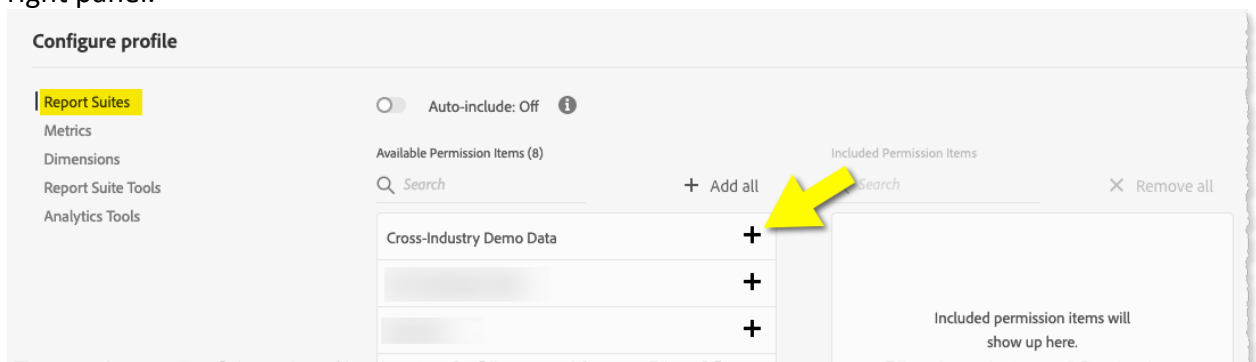 right panel.
Configure profile
Report Suites
Metrics
Dimensions
Report Suite Tools
Analytics Tools
Auto-include: Off
Available Permission Items (8)
Search
+ Add all
Cross-Industry Demo Data +
+
+
Included Permission Items
Search
× Remove all
Included permission items will
show up here.